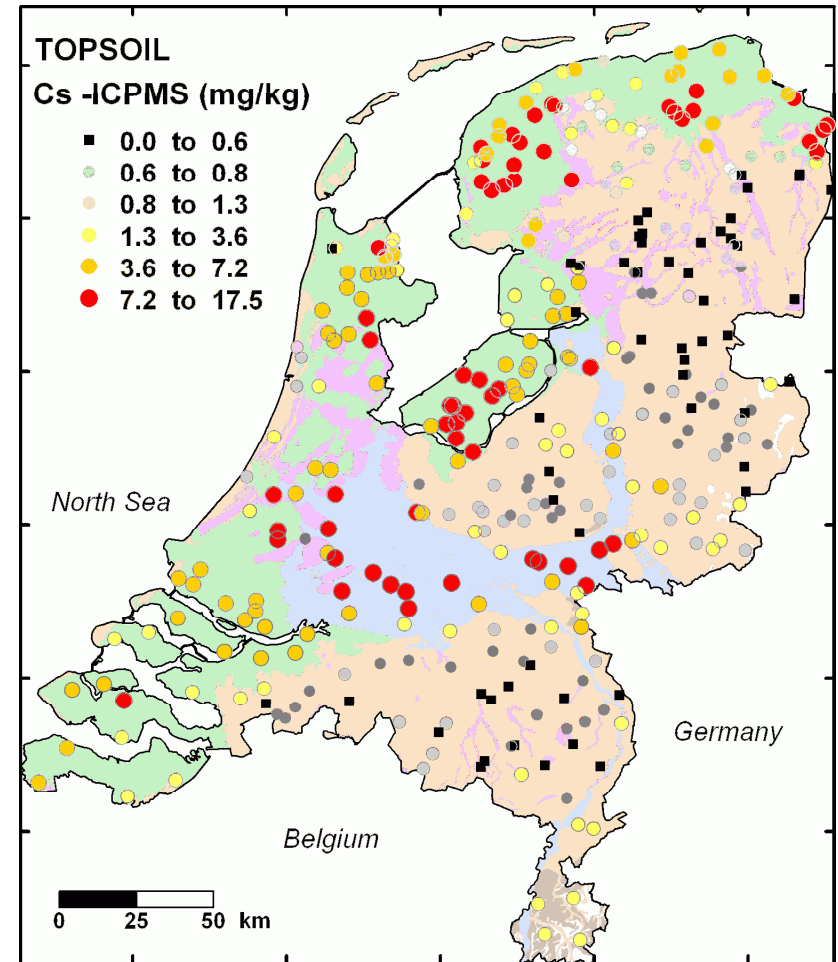 TOPSOIL
Cs -ICPMS (mg/kg)
0.0 to 0.6
0.6 to 0.8
0.8 to 1.3
1.3 to 3.6
3.6 to 7.2
7.2 to 17.5
North Sea
Germany
Belgium
0 25 50 km